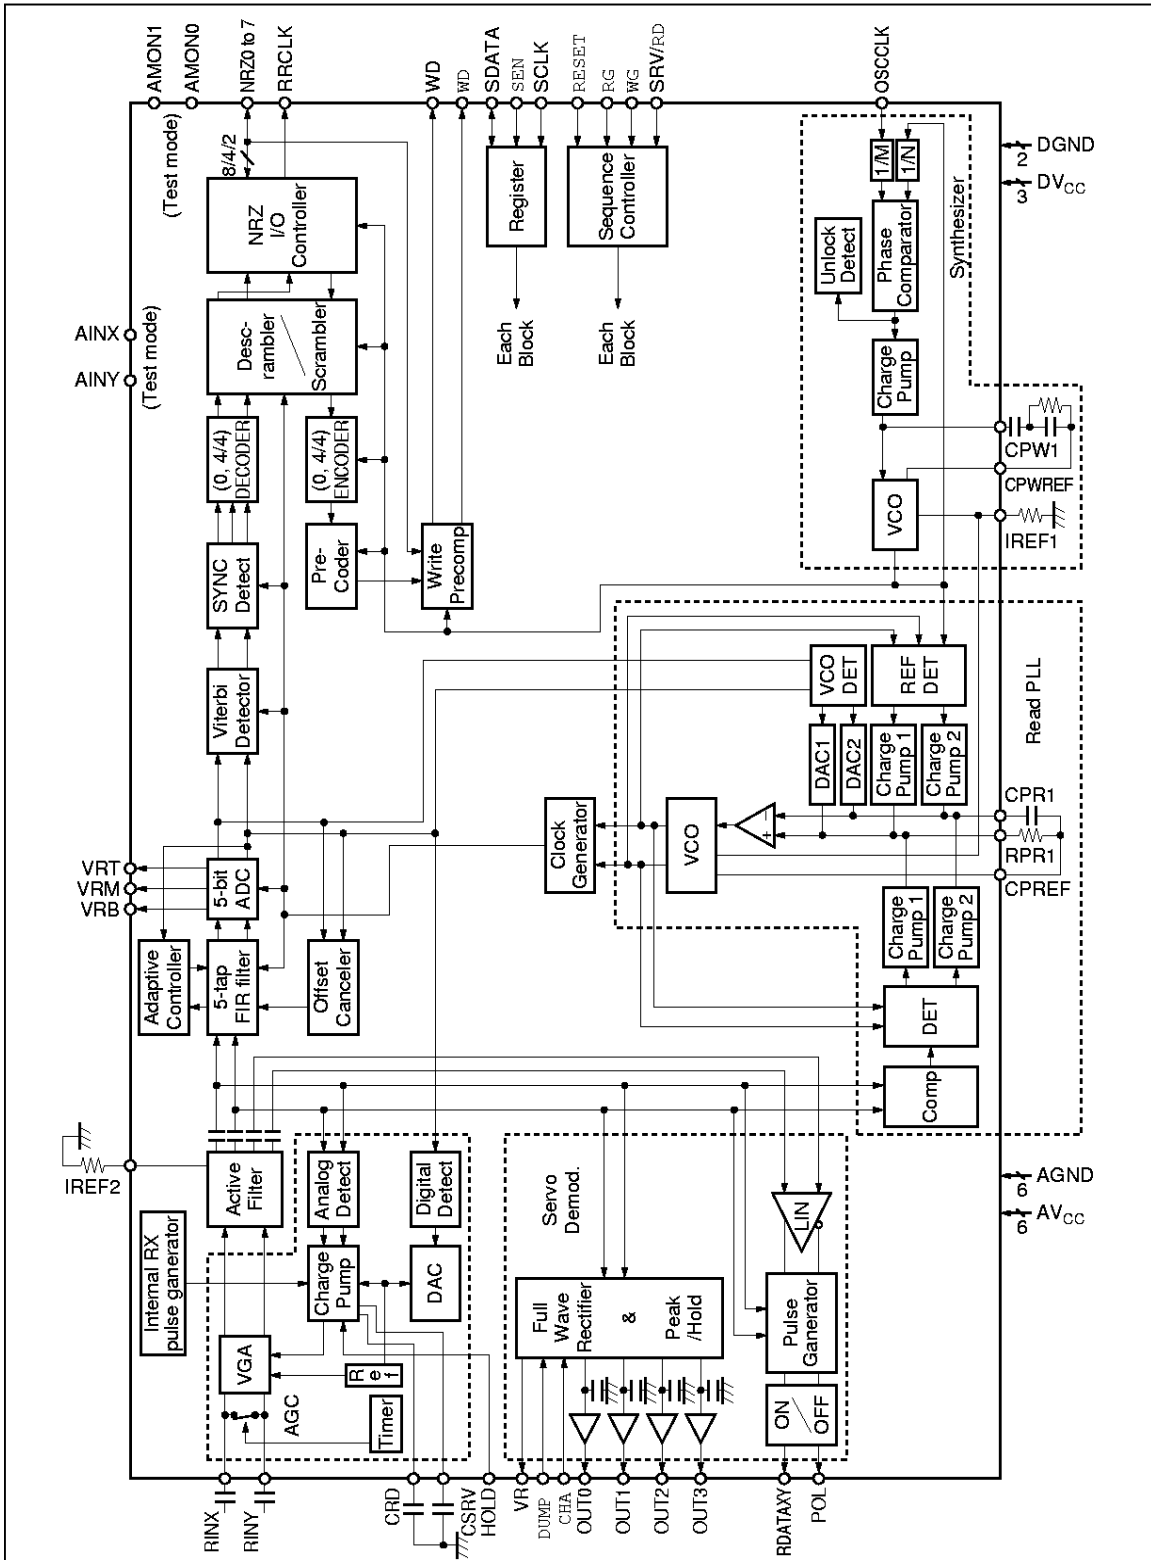 AMON1
AMON0
(Test mode)
NRZ0 to 7
RRCLK
WD
WD
SDATA
SEN
SCLK
RESET
RG
WG
SRV/RD
OSCCLK
8/4/2
NRZ
I/O
Controller
Register
Sequence
Controller
1/M
1/N
Synthesizer
2
DGND
3
DVCC
Unlock
Detect
Phase
Comparator
AINX
AINY
(Test mode)
Desc-
rambler
Scrambler
Each
Block
Each
Block
Charge
Pump
(0, 4/4)
DECODER
(0, 4/4)
ENCODER
CPW1
CPWREF
VCO
IREF1
SYNC
Detect
Pre-
Coder
Write
Precomp
Viterbi
Detector
VCO
DET
REF
DET
Read PLL
DAC1
DAC2
Charge
Pump 1
Charge
Pump 2
VRT
VRM
VRB
5-bit
ADC
Clock
Generator
VCO
+
−
CPR1
RPR1
CPREF
Adaptive
Controller
5-tap
FIR filter
Offset
Canceler
Charge
Pump 1
Charge
Pump 2
DET
Comp
IREF2
Active
Filter
Analog
Detect
Digital
Detect
Servo
Demod.
LIN
6
AGND
6
AVCC
Internal RX
pulse ganerator
Charge
Pump
DAC
Full
Wave
Rectifier
&
Peak
/Hold
Pulse
Ganerator
VGA
Ref
AGC
Timer
ON
OFF
RINX
RINY
CRD
CSRV
HOLD
VR
DUMP
CHA
OUT0
OUT1
OUT2
OUT3
RDATAXY
POL